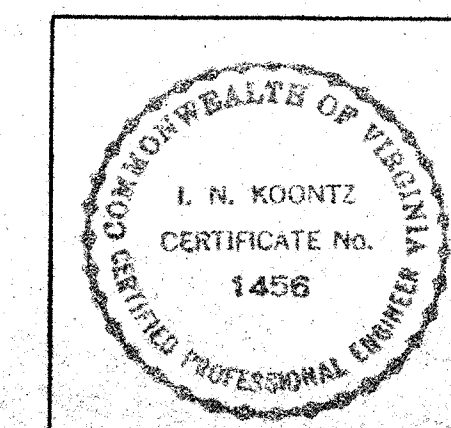 COMMONWEALTH OF VIRGINIA
I. N. KOONTZ
CERTIFICATE No.
1456
CERTIFIED PROFESSIONAL ENGINEER